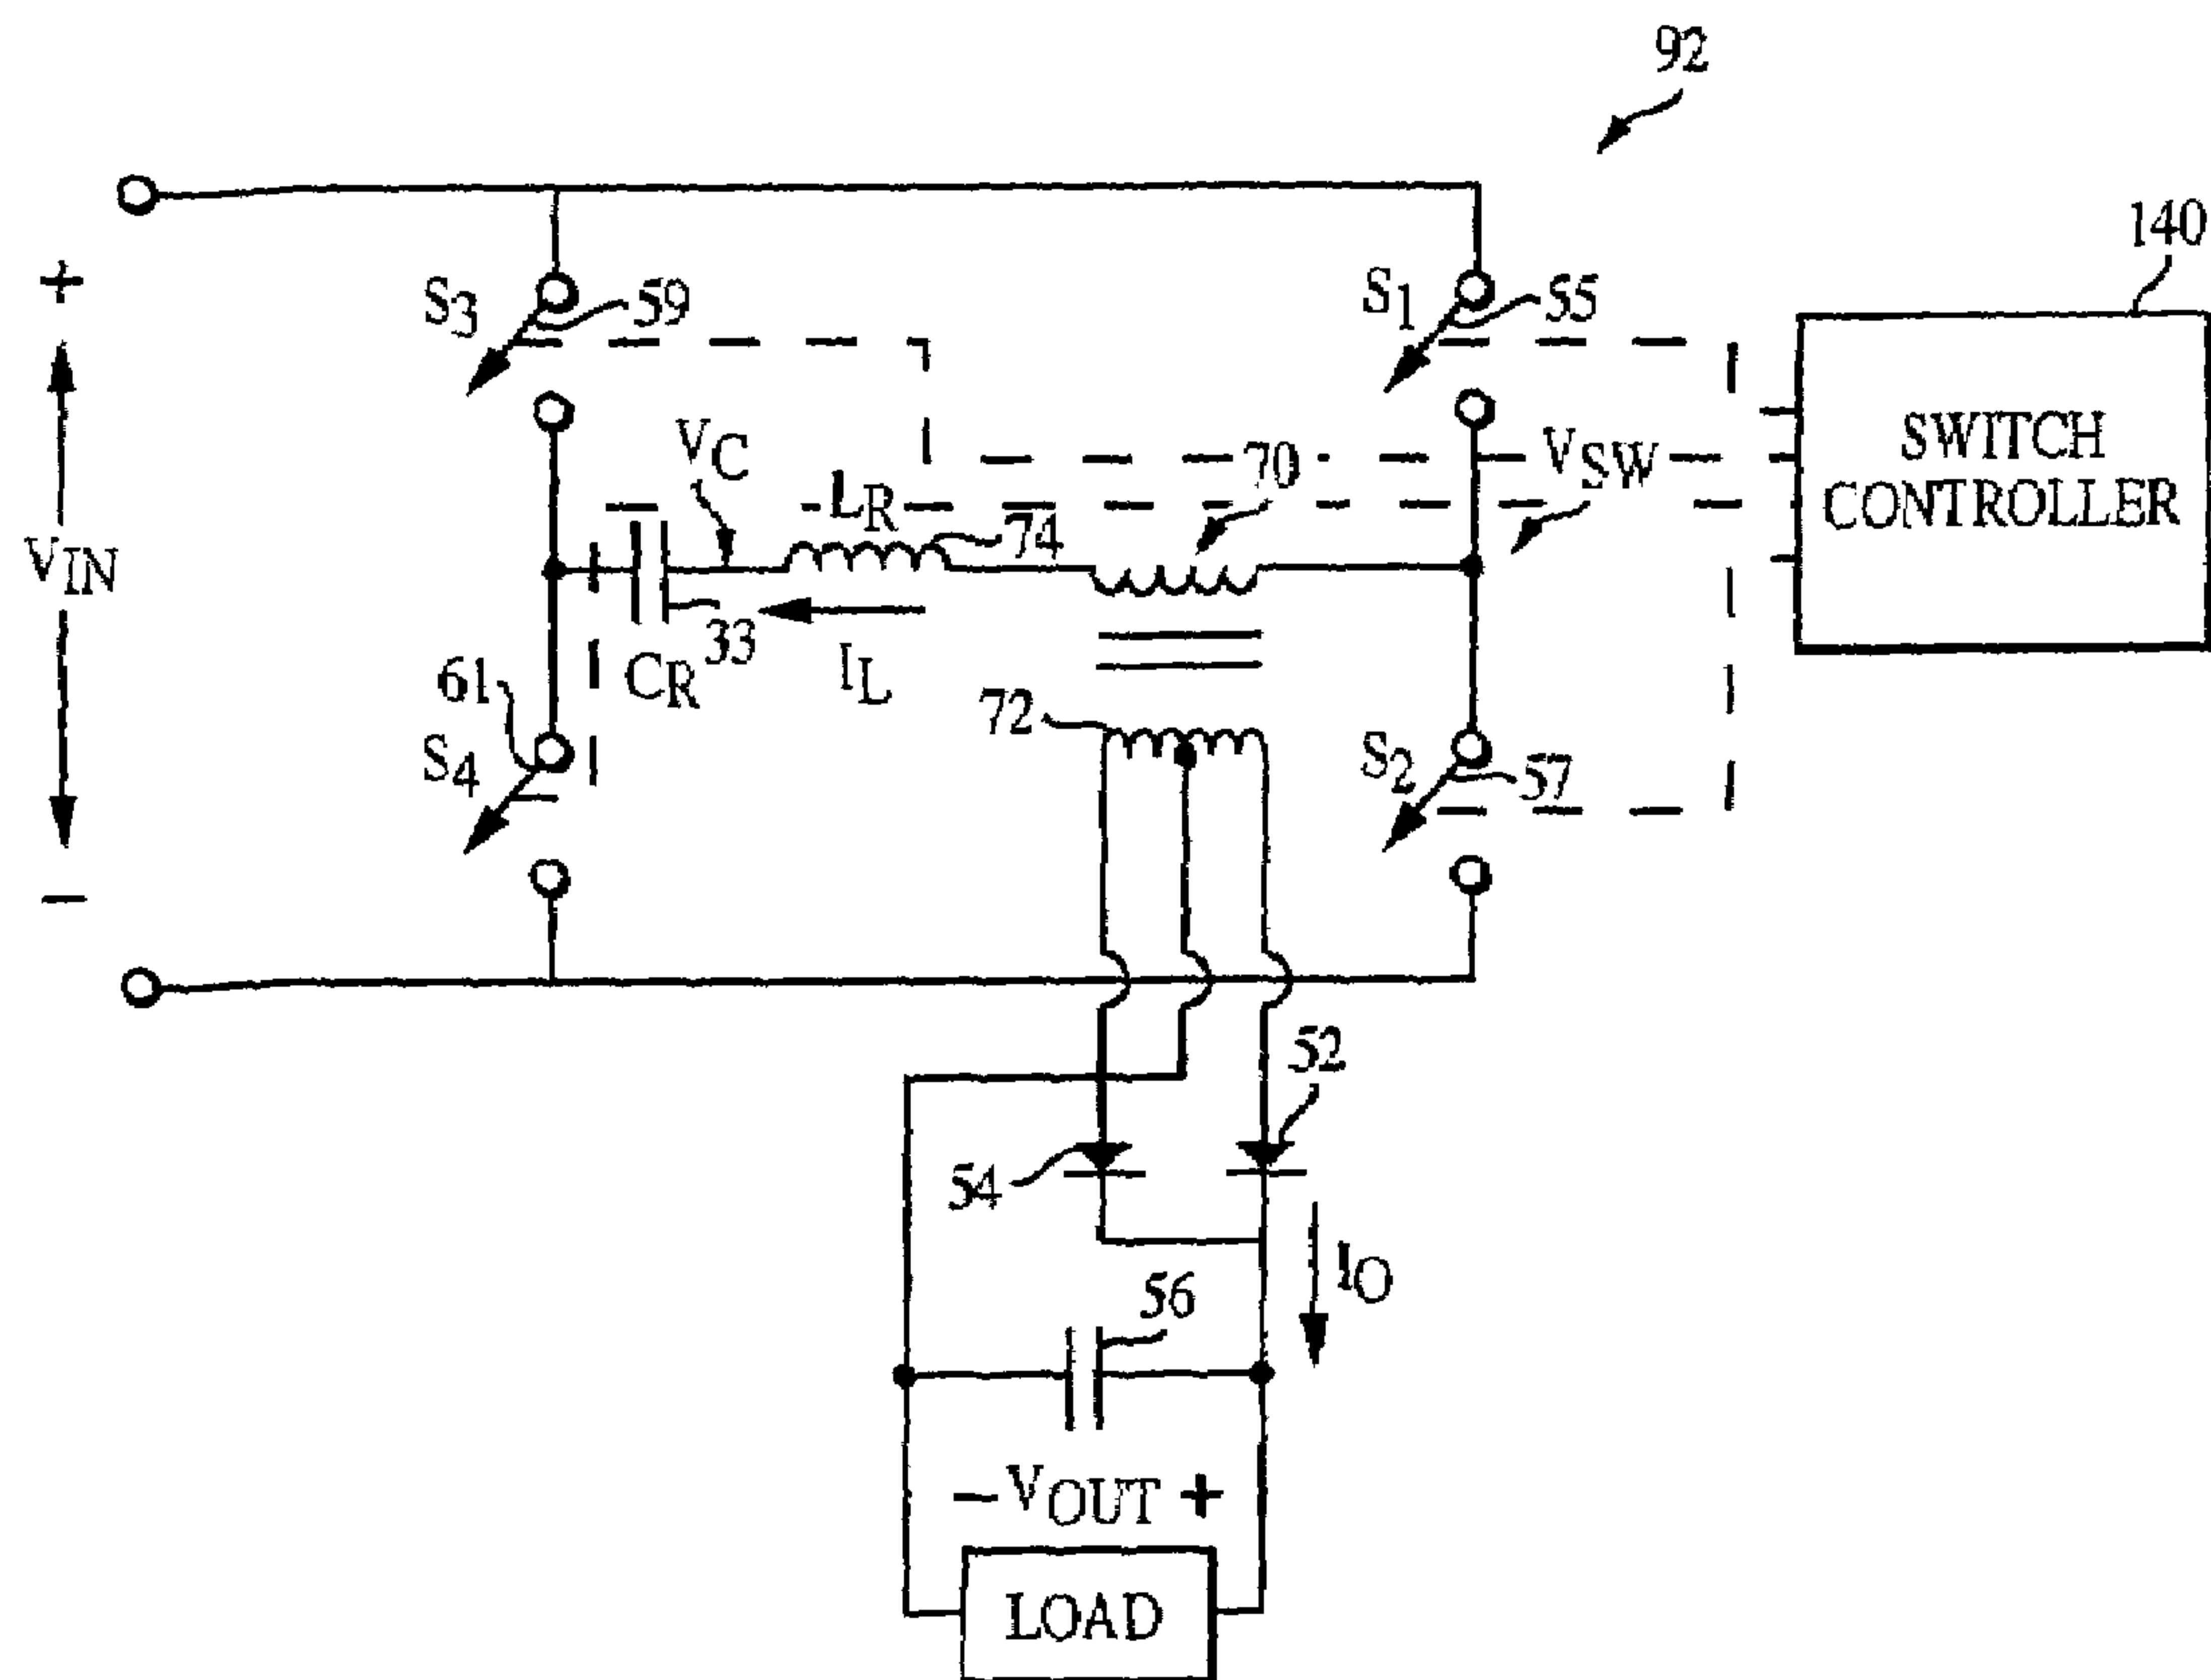 92
140
+
S3
59
S1
55
SWITCH
CONTROLLER
VC
LR
70
VSW
74
VIN
33
CR
IL
61
S4
72
S2
57
−
52
54
IO
56
− VOUT +
LOAD